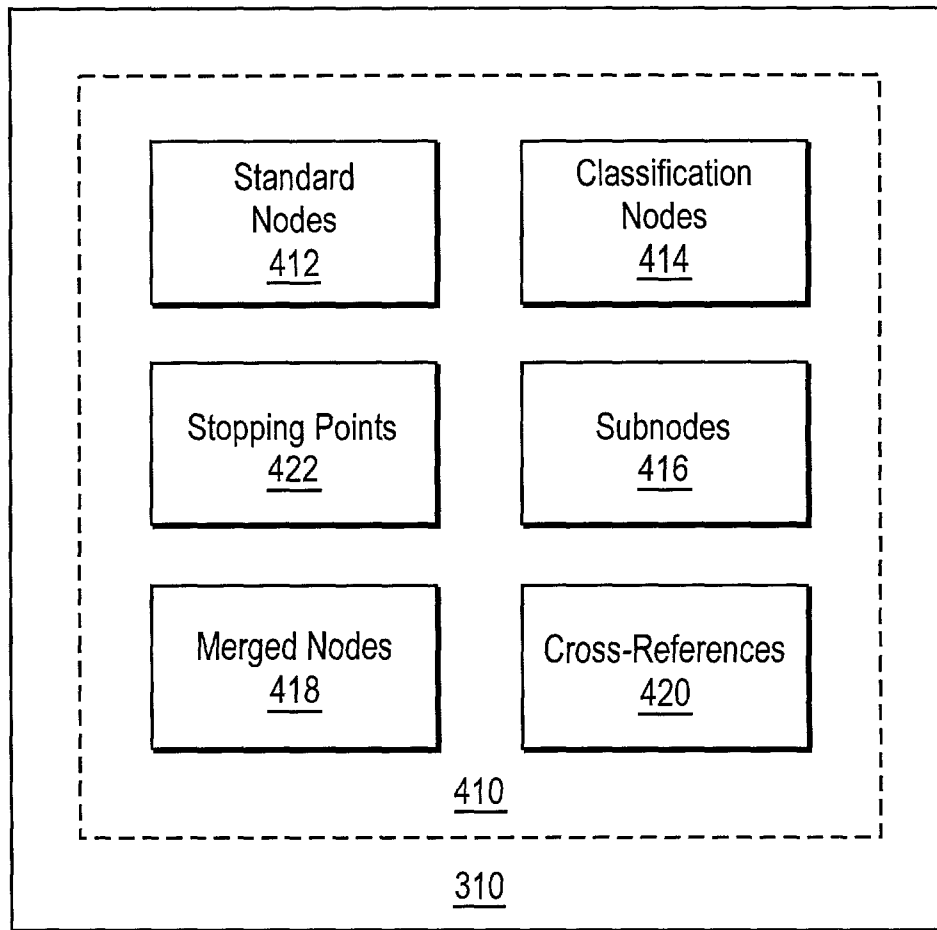 Standard
Nodes
412
Classification
Nodes
414
Stopping Points
422
Subnodes
416
Merged Nodes
418
Cross-References
420
410
310